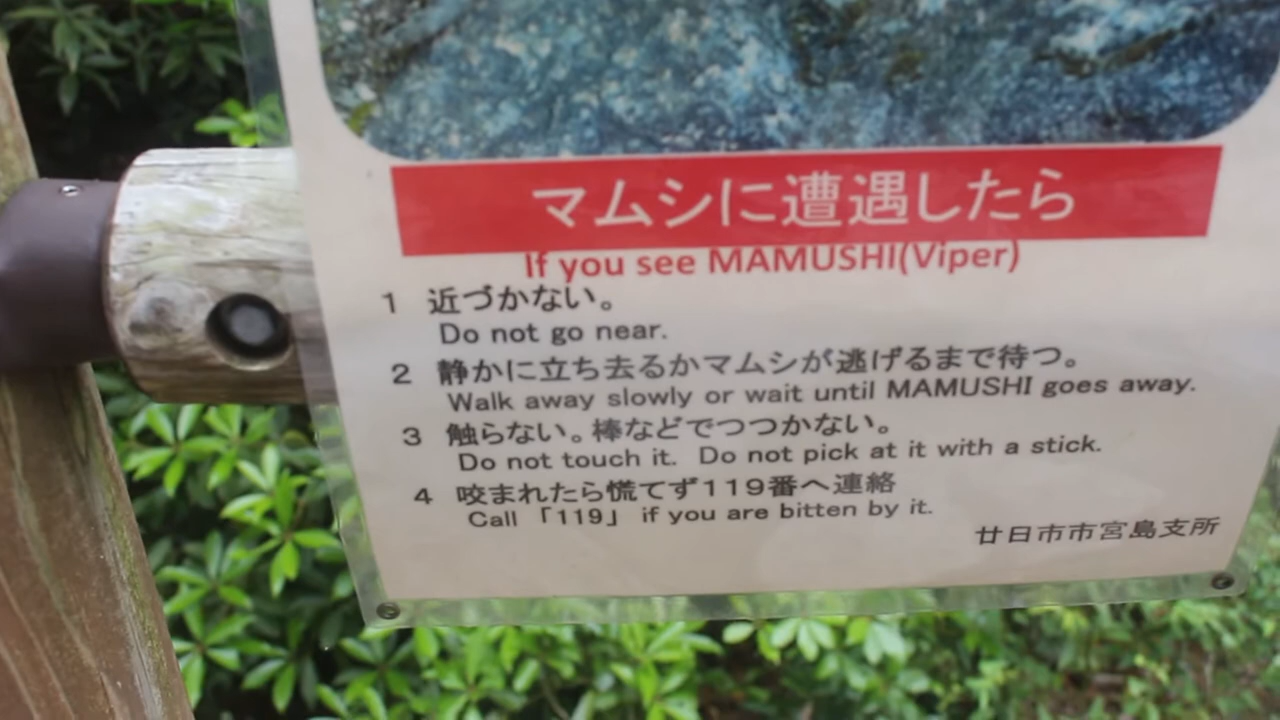 マムシに遭遇したら
If you see MAMUSHI(Viper)
1 近づかない。
Do not go near.
2 静かに立ち去るかマムシが逃げるまで待つ。
Walk away slowly or wait until MAMUSHI goes away.
3 触らない。棒などでつつかない。
Do not touch it. Do not pick at it with a stick.
4 咬まれたら慌てず119番へ連絡
Call 「119」 if you are bitten by it.
廿日市市宮島支所